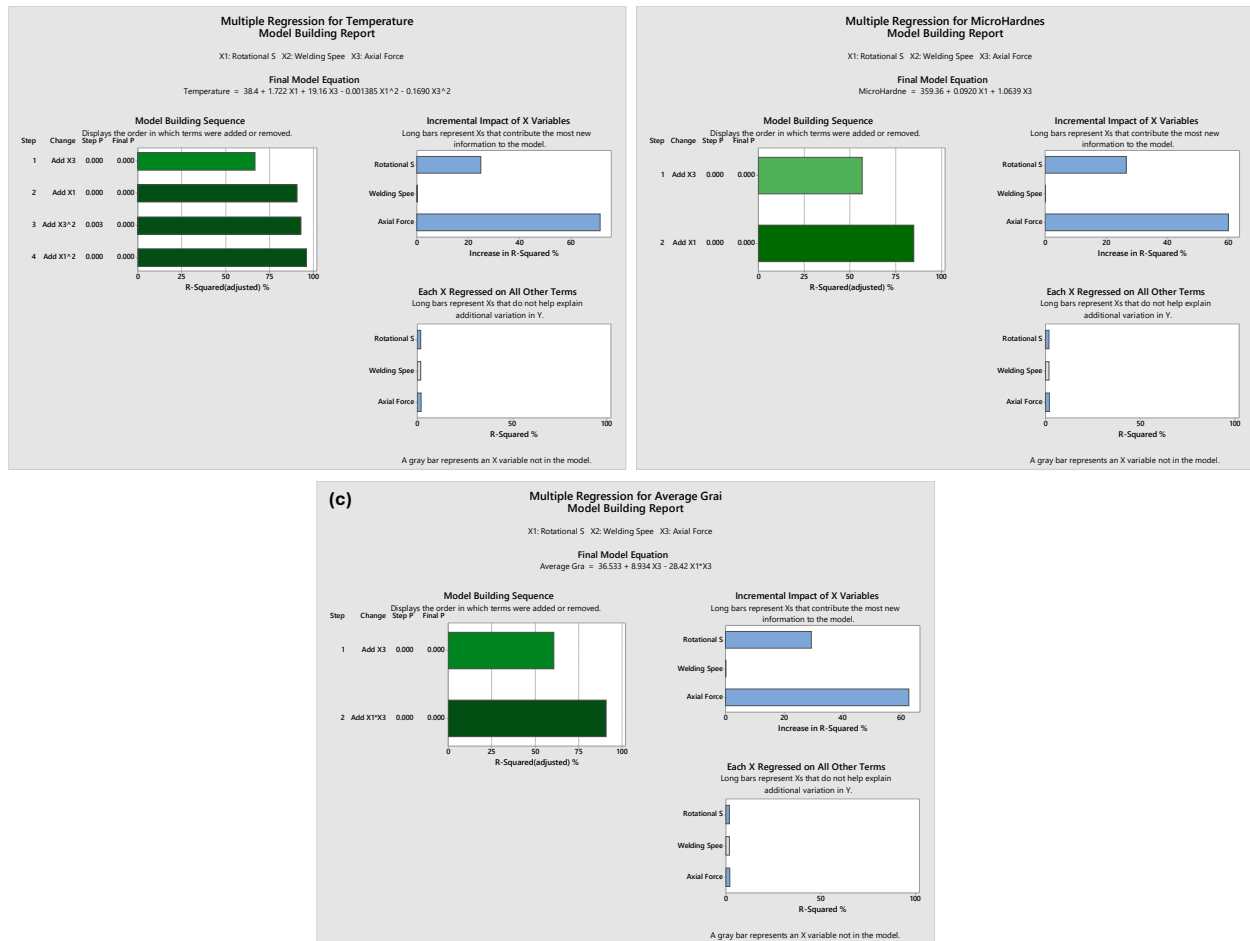 Multiple Regression for Temperature
Model Building Report
X1: Rotational S X2: Welding Spee X3: Axial Force
Final Model Equation
Temperature = 38.4 + 1.722 X1 + 19.16 X3 - 0.001385 X1^2 - 0.1690 X3^2
Model Building Sequence
Displays the order in which terms were added or removed.
Step Change Step P Final P
1 Add X3 0.000 0.000
2 Add X1 0.000 0.000
3 Add X3^2 0.003 0.000
4 Add X1^2 0.000 0.000
0 25 50 75 100
R-Squared(adjusted) %
Incremental Impact of X Variables
Long bars represent Xs that contribute the most new
information to the model.
Rotational S
Welding Spee
Axial Force
0 20 40 60
Increase in R-Squared %
Each X Regressed on All Other Terms
Long bars represent Xs that do not help explain
additional variation in Y.
Rotational S
Welding Spee
Axial Force
0 50 100
R-Squared %
A gray bar represents an X variable not in the model.
Multiple Regression for MicroHardnes
Model Building Report
X1: Rotational S X2: Welding Spee X3: Axial Force
Final Model Equation
MicroHardne = 359.36 + 0.0920 X1 + 1.0639 X3
Model Building Sequence
Displays the order in which terms were added or removed.
Step Change Step P Final P
1 Add X3 0.000 0.000
2 Add X1 0.000 0.000
0 25 50 75 100
R-Squared(adjusted) %
Incremental Impact of X Variables
Long bars represent Xs that contribute the most new
information to the model.
Rotational S
Welding Spee
Axial Force
0 20 40 60
Increase in R-Squared %
Each X Regressed on All Other Terms
Long bars represent Xs that do not help explain
additional variation in Y.
Rotational S
Welding Spee
Axial Force
0 50 100
R-Squared %
A gray bar represents an X variable not in the model.
(c)
Multiple Regression for Average Grai
Model Building Report
X1: Rotational S X2: Welding Spee X3: Axial Force
Final Model Equation
Average Gra = 36.533 + 8.934 X3 - 28.42 X1*X3
Model Building Sequence
Displays the order in which terms were added or removed.
Step Change Step P Final P
1 Add X3 0.000 0.000
2 Add X1*X3 0.000 0.000
0 25 50 75 100
R-Squared(adjusted) %
Incremental Impact of X Variables
Long bars represent Xs that contribute the most new
information to the model.
Rotational S
Welding Spee
Axial Force
0 20 40 60
Increase in R-Squared %
Each X Regressed on All Other Terms
Long bars represent Xs that do not help explain
additional variation in Y.
Rotational S
Welding Spee
Axial Force
0 50 100
R-Squared %
A gray bar represents an X variable not in the model.